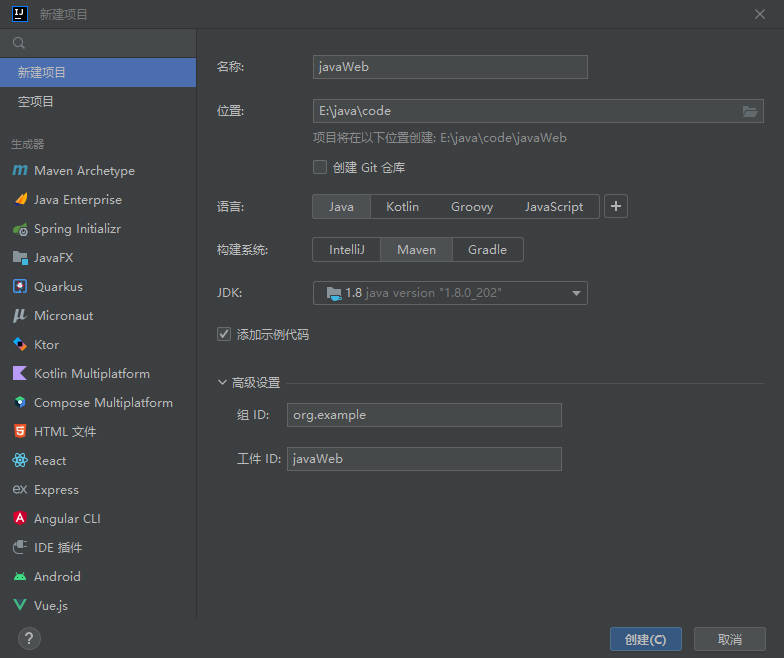 新建项目
新建项目
空项目
生成器
Maven Archetype
Java Enterprise
Spring Initializr
JavaFX
Quarkus
Micronaut
Ktor
Kotlin Multiplatform
Compose Multiplatform
HTML 文件
React
Express
Angular CLI
IDE 插件
Android
Vue.js
名称: javaWeb
位置: E:\java\code
项目将在以下位置创建: E:\java\code\javaWeb
创建 Git 仓库
语言: Java Kotlin Groovy JavaScript +
构建系统: IntelliJ Maven Gradle
JDK: 1.8 java version "1.8.0_202"
添加示例代码
高级设置
组 ID: org.example
工件 ID: javaWeb
? 创建(C) 取消